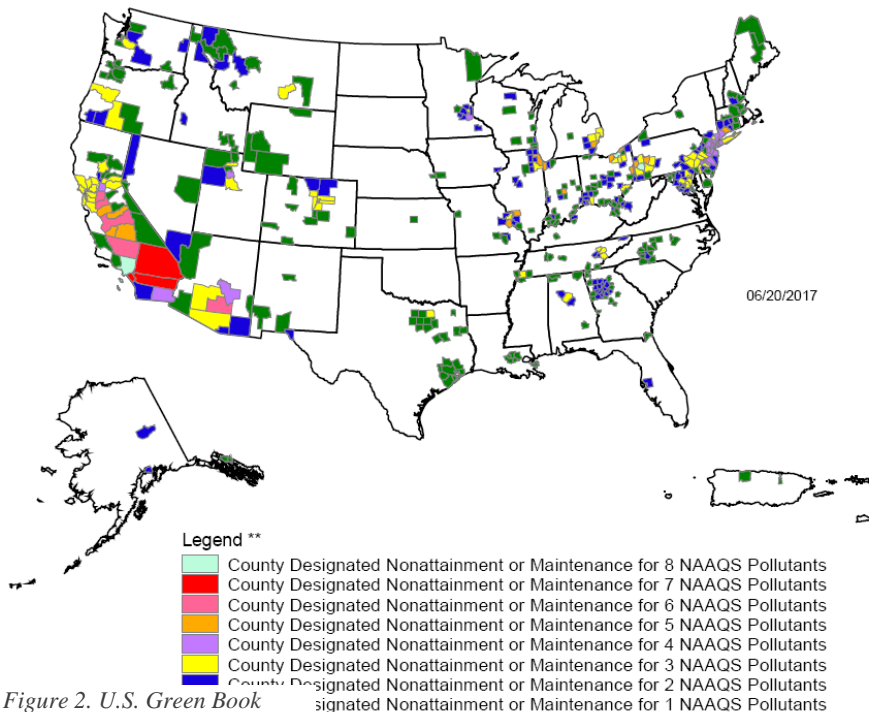 06/20/2017
Legend **
County Designated Nonattainment or Maintenance for 8 NAAQS Pollutants
County Designated Nonattainment or Maintenance for 7 NAAQS Pollutants
County Designated Nonattainment or Maintenance for 6 NAAQS Pollutants
County Designated Nonattainment or Maintenance for 5 NAAQS Pollutants
County Designated Nonattainment or Maintenance for 4 NAAQS Pollutants
County Designated Nonattainment or Maintenance for 3 NAAQS Pollutants
County Designated Nonattainment or Maintenance for 2 NAAQS Pollutants
Figure 2. U.S. Green Book
signated Nonattainment or Maintenance for 1 NAAQS Pollutants